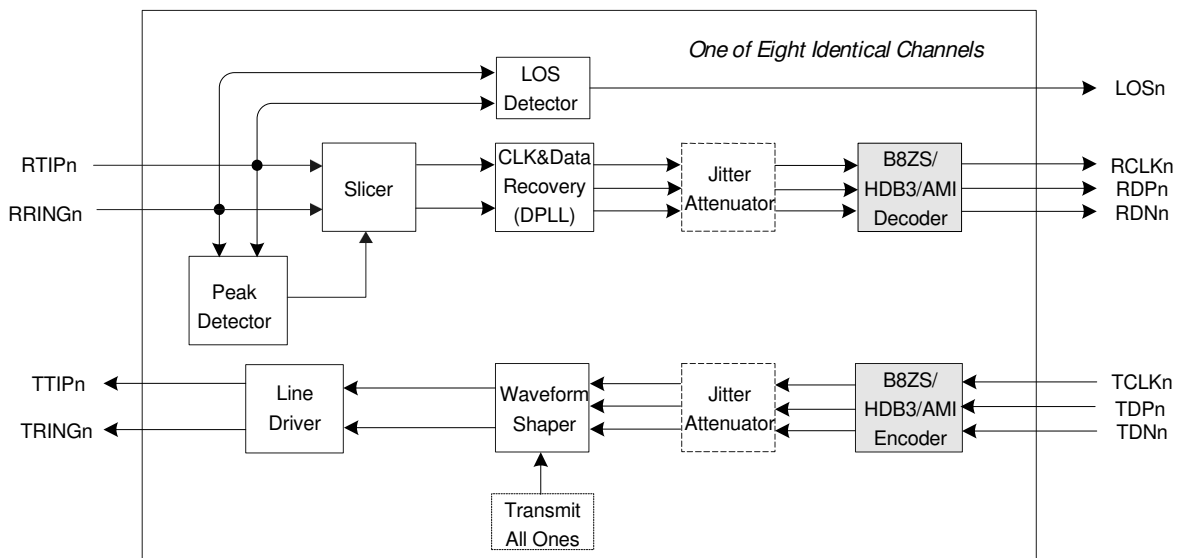 One of Eight Identical Channels
LOS
Detector
LOSn
RTIPn
RRINGn
Slicer
CLK&Data
Recovery
(DPLL)
Jitter
Attenuator
B8ZS/
HDB3/AMI
Decoder
RCLKn
RDPn
RDNn
Peak
Detector
TTIPn
TRINGn
Line
Driver
Waveform
Shaper
Jitter
Attenuator
B8ZS/
HDB3/AMI
Encoder
TCLKn
TDPn
TDNn
Transmit
All Ones